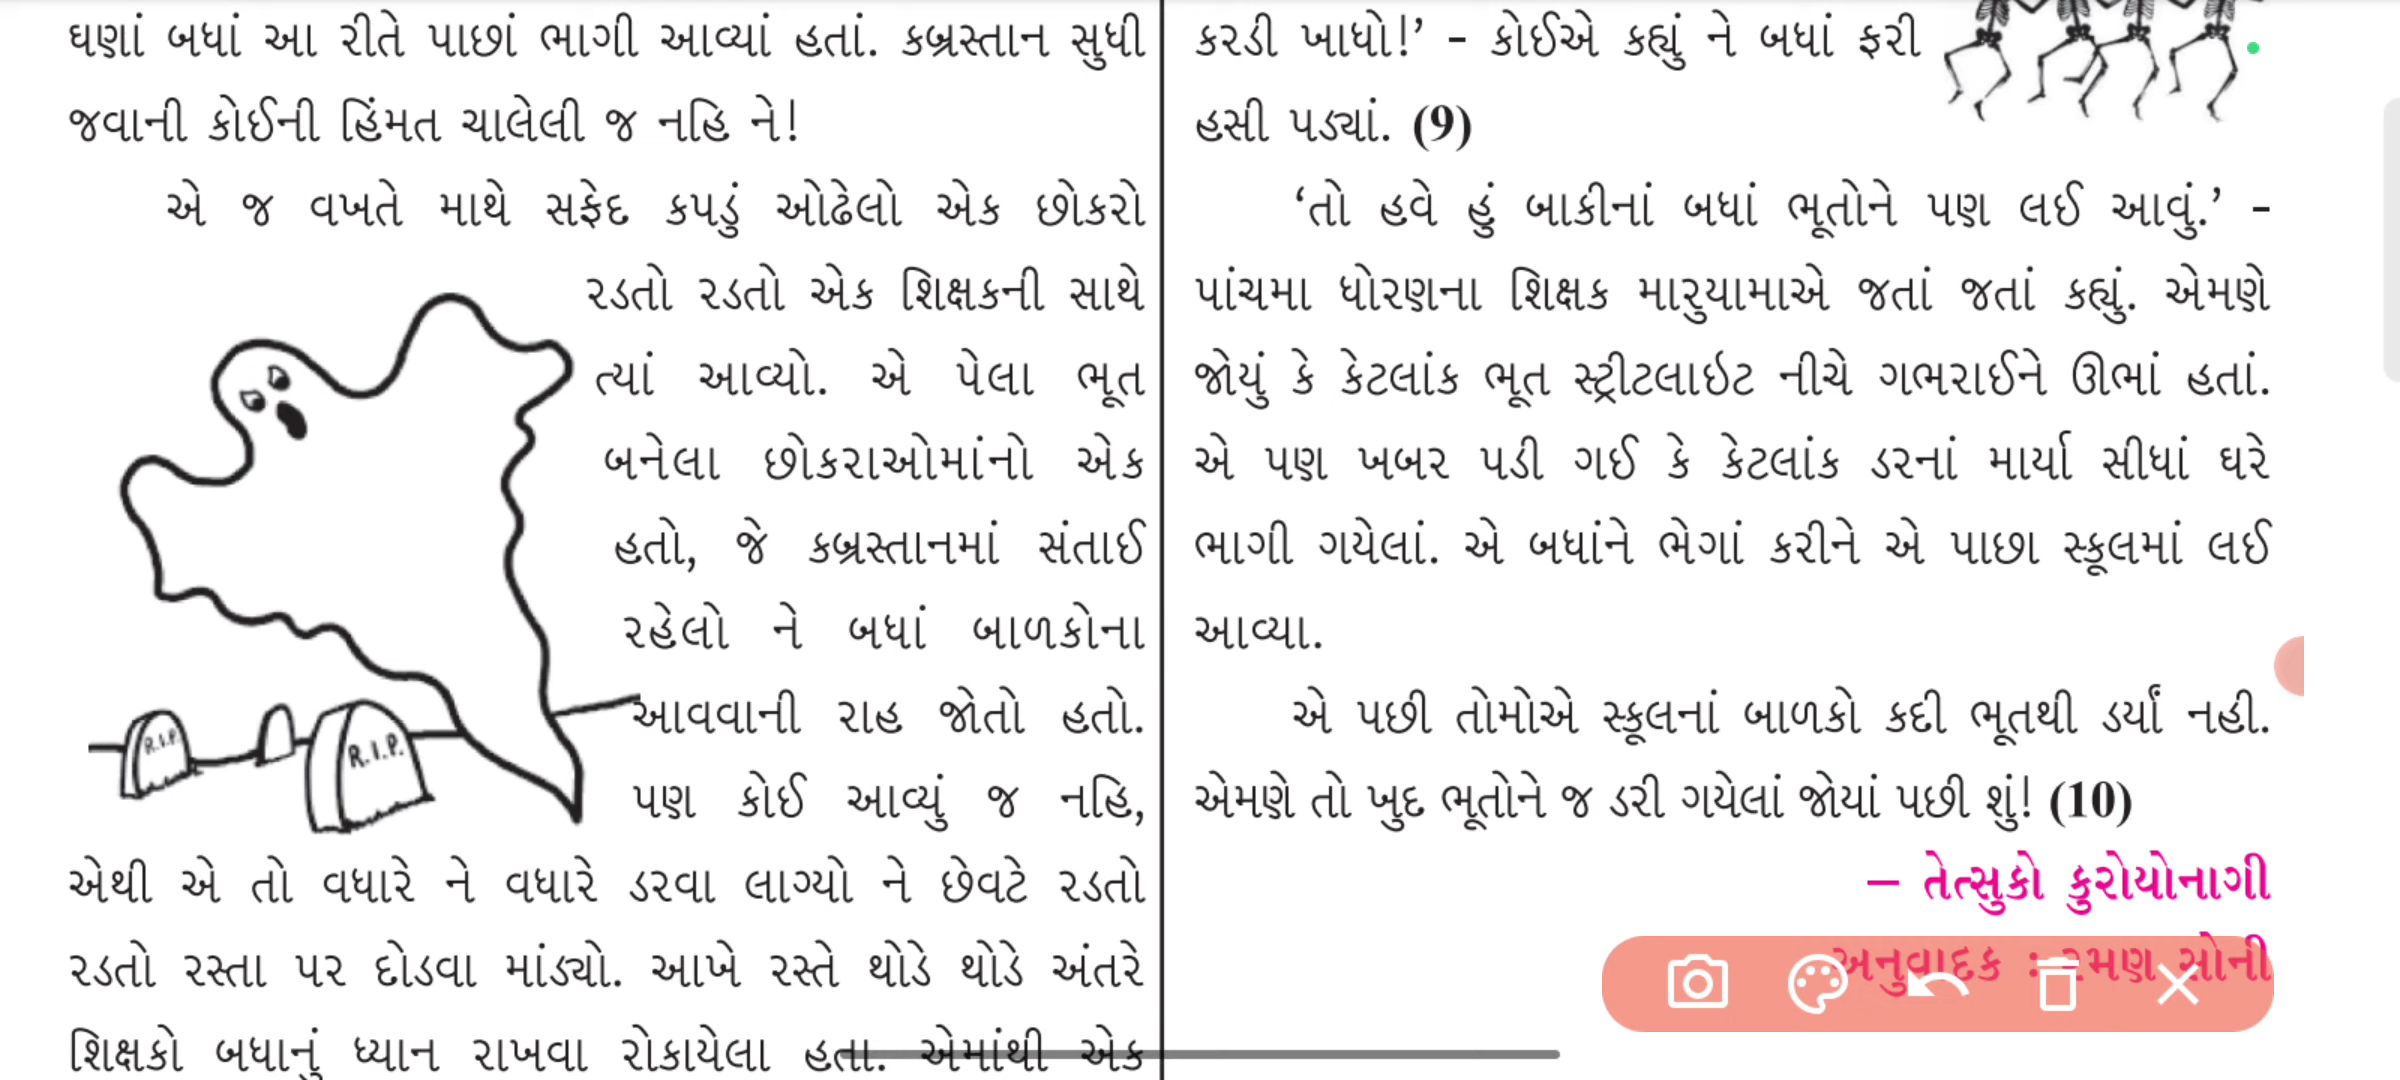 ઘણાં બધાં આ રીતે પાછાં ભાગી આવ્યાં હતાં. કબ્રસ્તાન સુધી
જવાની કોઈની હિંમત ચાલેલી જ નહિ ને!
એ જ વખતે માથે સફેદ કપડું ઓઢેલો એક છોકરો
રડતો રડતો એક શિક્ષકની સાથે
ત્યાં આવ્યો. એ પેલા ભૂત
બનેલા છોકરાઓમાંનો એક
હતો, જે કબ્રસ્તાનમાં સંતાઈ
રહેલો ને બધાં બાળકોના
આવવાની રાહ જોતો હતો.
પણ કોઈ આવ્યું જ નહિ,
R.I.P.
R.I.P.
એથી એ તો વધારે ને વધારે ડરવા લાગ્યો ને છેવટે રડતો
રડતો રસ્તા પર દોડવા માંડ્યો. આખે રસ્તે થોડે થોડે અંતરે
શિક્ષકો બધાનું ધ્યાન રાખવા રોકાયેલા હતા. એમાંથી એક
કરડી ખાધો!’ - કોઈએ કહ્યું ને બધાં ફરી
હસી પડ્યાં. (9)
‘તો હવે હું બાકીનાં બધાં ભૂતોને પણ લઈ આવું.’ -
પાંચમા ધોરણના શિક્ષક મારુયામાએ જતાં જતાં કહ્યું. એમણે
જોયું કે કેટલાંક ભૂત સ્ટ્રીટલાઇટ નીચે ગભરાઈને ઊભાં હતાં.
એ પણ ખબર પડી ગઈ કે કેટલાંક ડરનાં માર્યા સીધાં ઘરે
ભાગી ગયેલાં. એ બધાંને ભેગાં કરીને એ પાછા સ્કૂલમાં લઈ
આવ્યા.
એ પછી તોમોએ સ્કૂલનાં બાળકો કદી ભૂતથી ડર્યાં નહી.
એમણે તો ખુદ ભૂતોને જ ડરી ગયેલાં જોયાં પછી શું! (10)
– તેત્સુકો કુરોયોનાગી
અનુવાદક : રમણ સોની